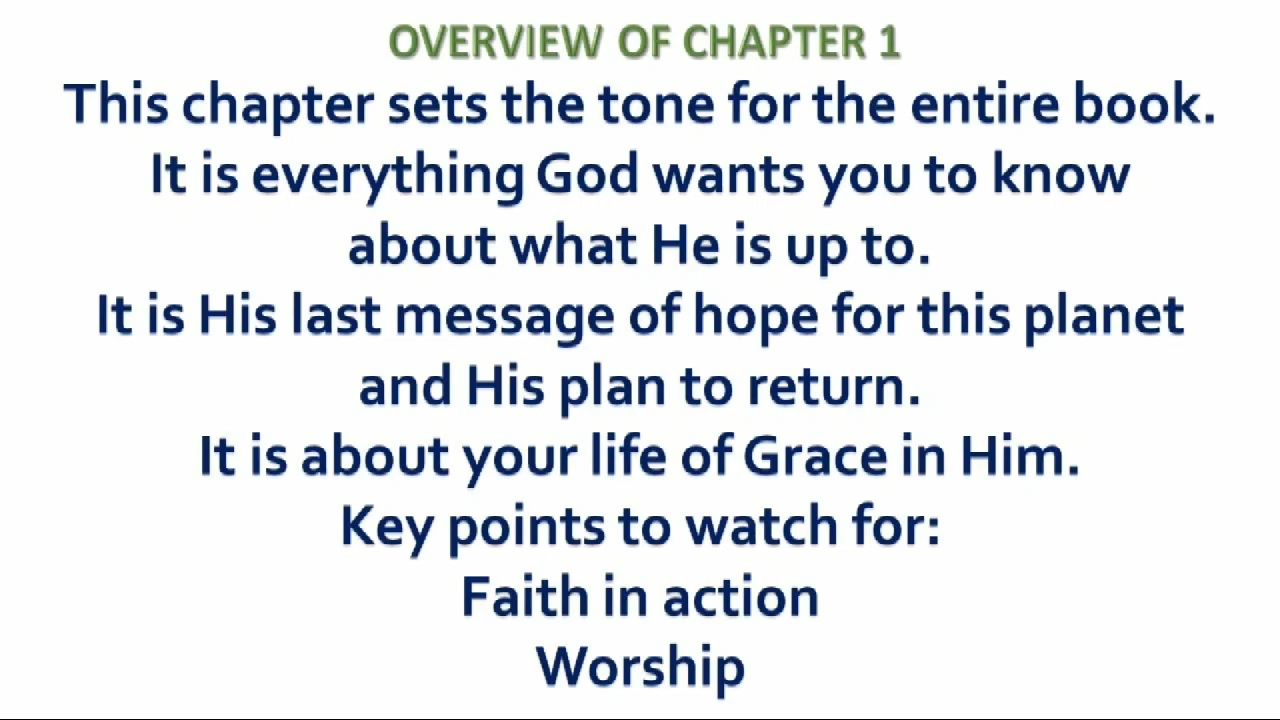 OVERVIEW OF CHAPTER 1
This chapter sets the tone for the entire book.
It is everything God wants you to know
about what He is up to.
It is His last message of hope for this planet
and His plan to return.
It is about your life of Grace in Him.
Key points to watch for:
Faith in action
Worship